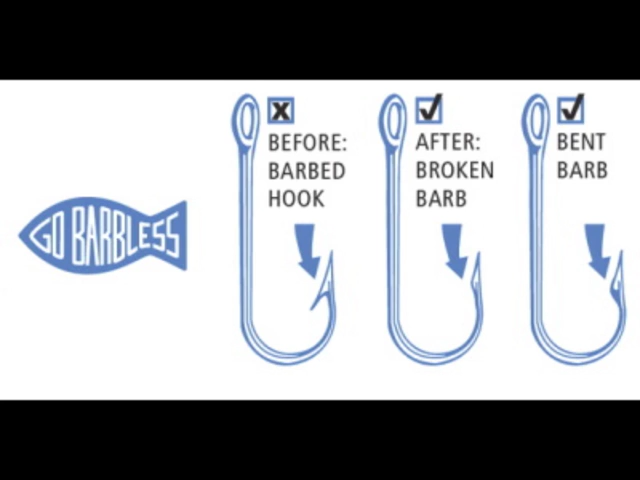 GO BARBLESS
BEFORE:
BARBED
HOOK
AFTER:
BROKEN
BARB
BENT
BARB